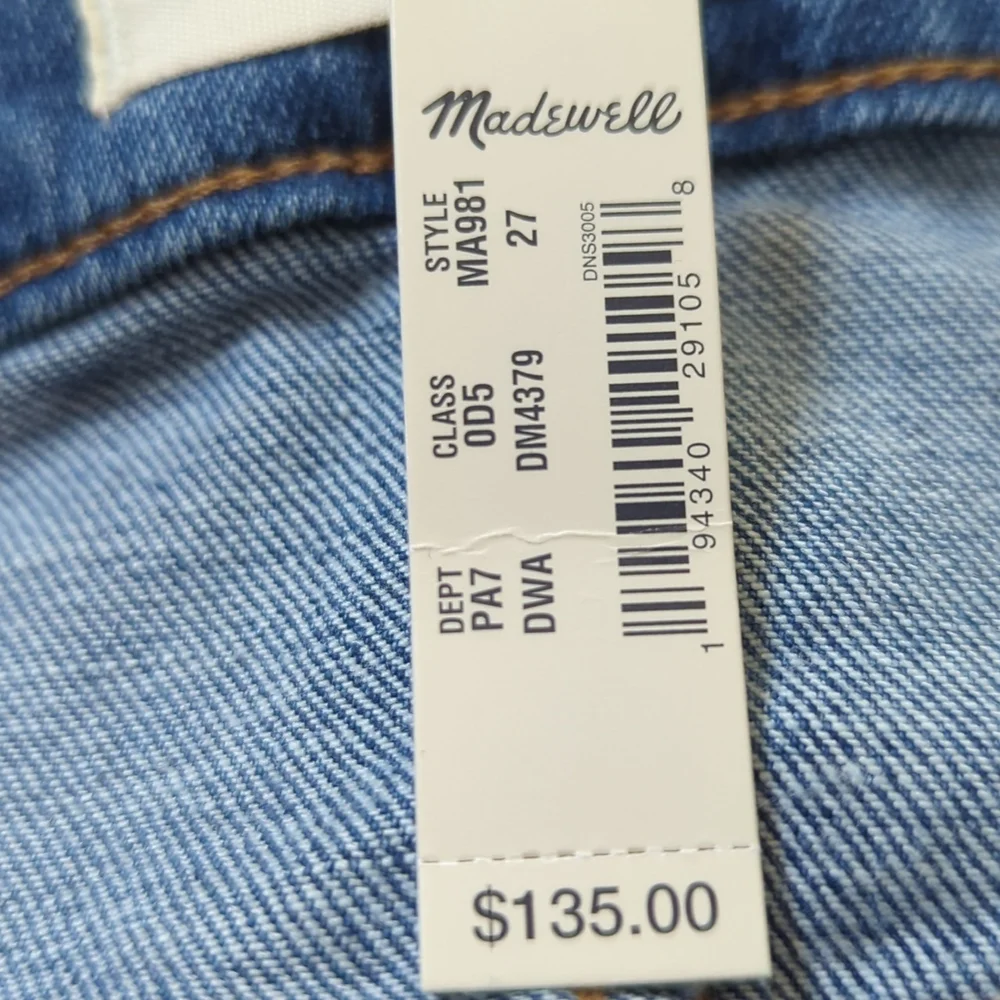 Madewell
DEPT CLASS STYLE
PA7 0D5 MA981
DWA DM4379 27
DNS3005
1 94340 29105 8
$135.00